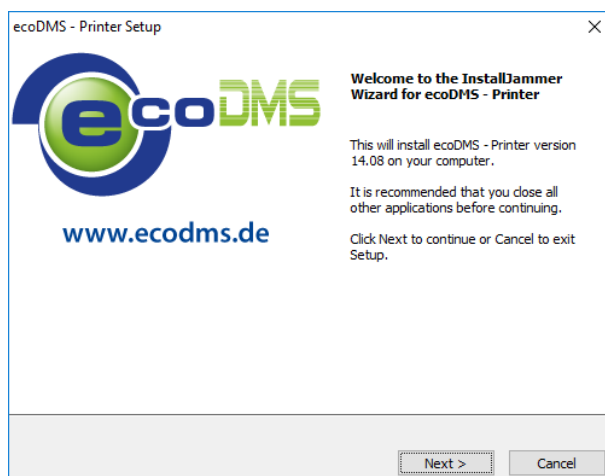 ecoDMS - Printer Setup
ecoDMS
www.ecodms.de
Welcome to the InstallJammer
Wizard for ecoDMS - Printer
This will install ecoDMS - Printer version
14.08 on your computer.
It is recommended that you close all
other applications before continuing.
Click Next to continue or Cancel to exit
Setup.
Next >
Cancel